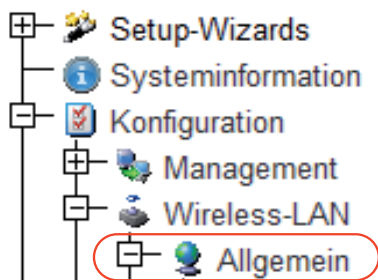 Setup-Wizards
Systeminformation
Konfiguration
Management
Wireless-LAN
Allgemein